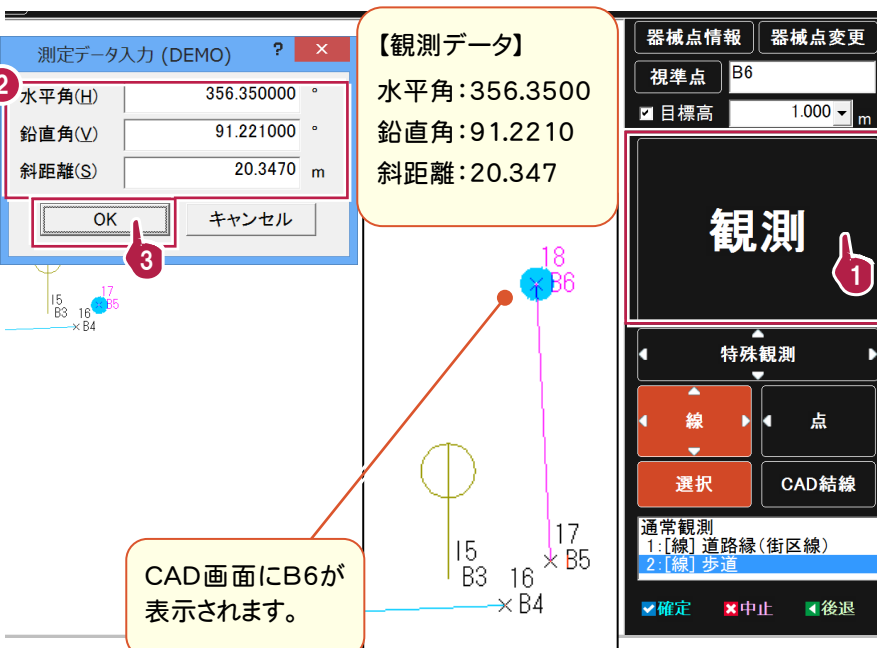 測定データ入力 (DEMO) ? ×
2
水平角(H) 356.350000 °
鉛直角(V) 91.221000 °
斜距離(S) 20.3470 m
OK キャンセル
3
15
B3
16
B4
17
B5
【観測データ】
水平角：356.3500
鉛直角：91.2210
斜距離：20.347
18
B6
17
B5
15
B3
16
B4
CAD画面にB6が
表示されます。
器械点情報 器械点変更
視準点 B6
目標高 1.000 m
観測
1
特殊観測
線 点
選択 CAD結線
通常観測
1:[線] 道路縁(街区線)
2:[線] 歩道
確定 中止 後退